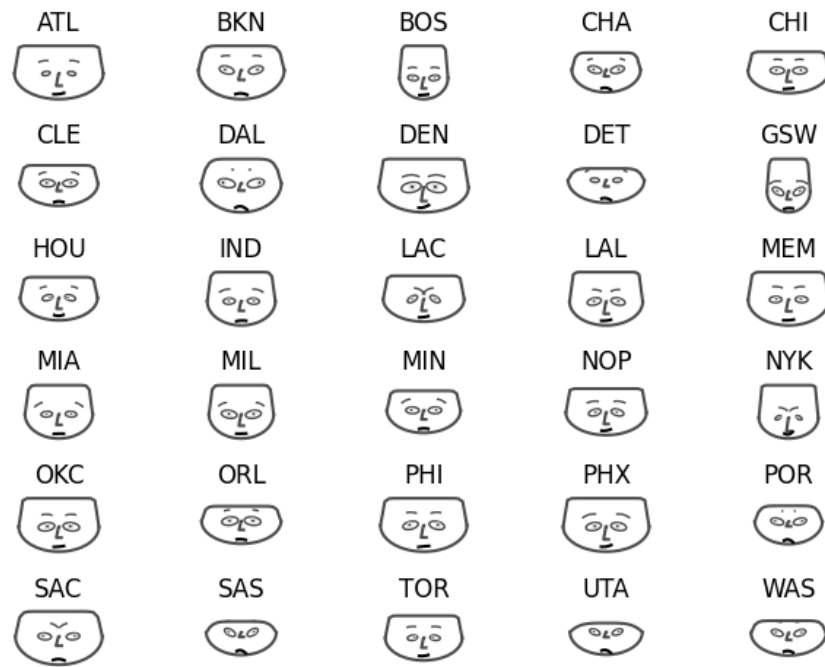 ATL BKN BOS CHA CHI
CLE DAL DEN DET GSW
HOU IND LAC LAL MEM
MIA MIL MIN NOP NYK
OKC ORL PHI PHX POR
SAC SAS TOR UTA WAS